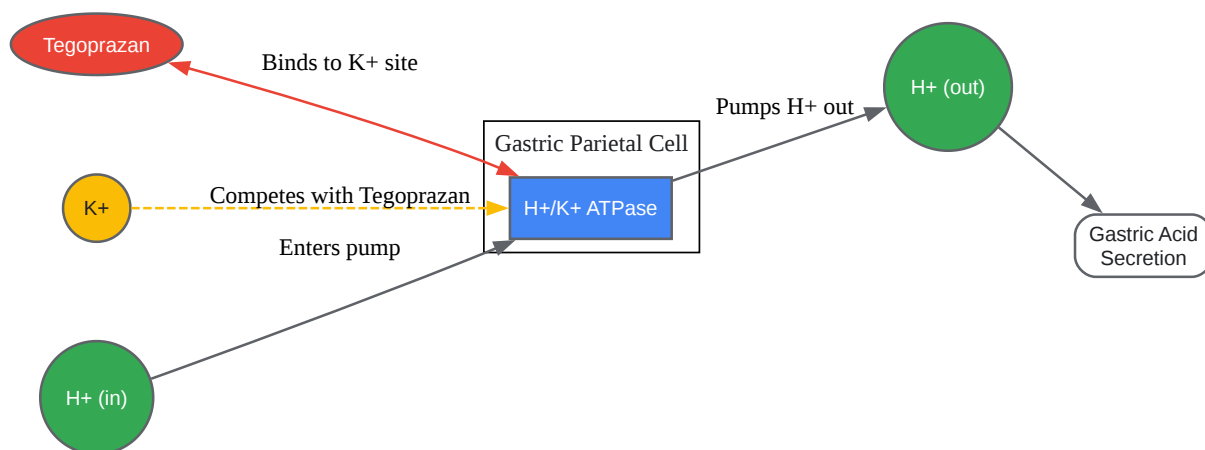 Tegoprazan
Binds to K+ site
H+ (out)
Pumps H+ out
Gastric Parietal Cell
K+
Competes with Tegoprazan
H+/K+ ATPase
Enters pump
Gastric Acid
Secretion
H+ (in)